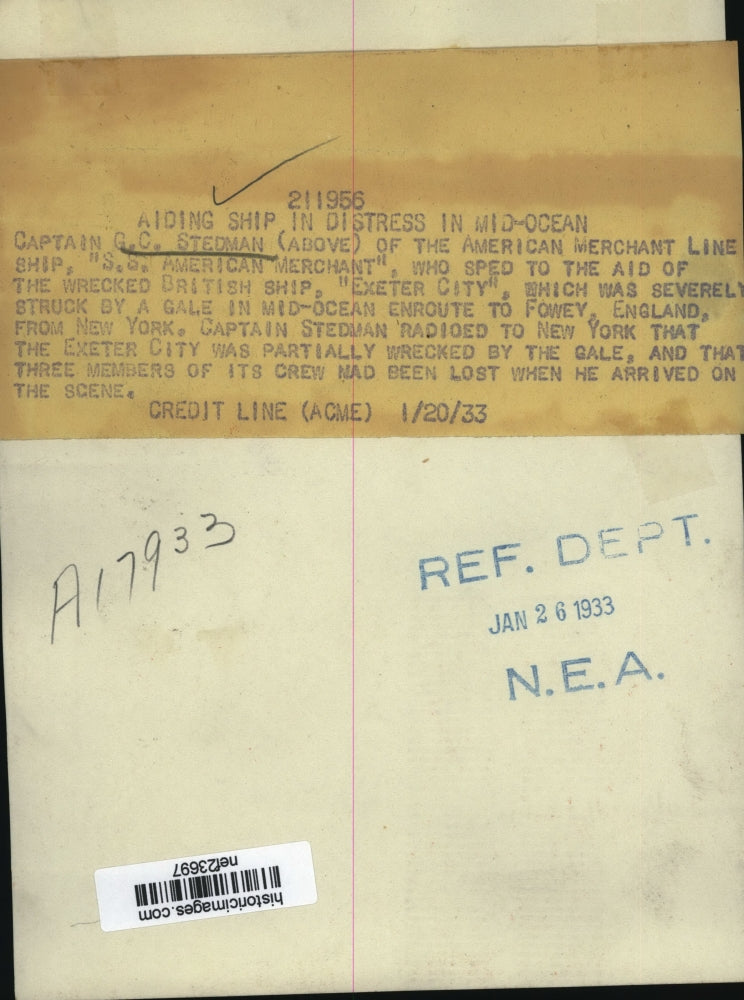 211956
AIDING SHIP IN DISTRESS IN MID-OCEAN
CAPTAIN G.C. STEDMAN (ABOVE) OF THE AMERICAN MERCHANT LINE
SHIP, "S.S. AMERICAN MERCHANT", WHO SPED TO THE AID OF
THE WRECKED BRITISH SHIP, "EXETER CITY", WHICH WAS SEVERELY
STRUCK BY A GALE IN MID-OCEAN ENROUTE TO FOWEY, ENGLAND,
FROM NEW YORK. CAPTAIN STEDMAN RADIOED TO NEW YORK THAT
THE EXETER CITY WAS PARTIALLY WRECKED BY THE GALE, AND THAT
THREE MEMBERS OF ITS CREW HAD BEEN LOST WHEN HE ARRIVED ON
THE SCENE.
CREDIT LINE (ACME) 1/20/33
A17933
REF. DEPT.
JAN 26 1933
N.E.A.
historicimages.com
nef23697